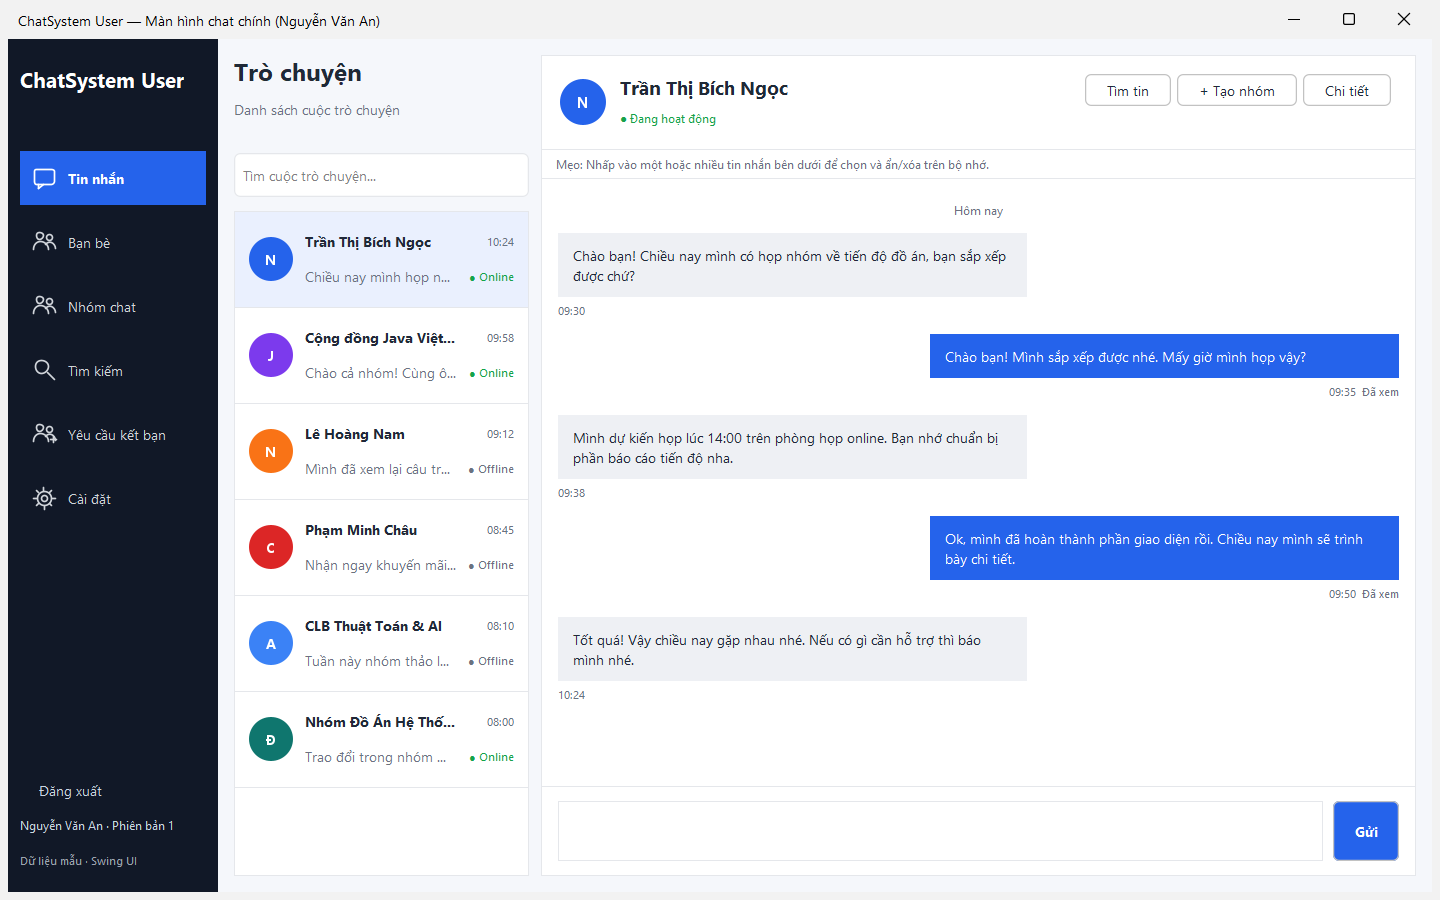 ChatSystem User — Màn hình chat chính (Nguyễn Văn An)
ChatSystem User
Tin nhắn
Bạn bè
Nhóm chat
Tìm kiếm
Yêu cầu kết bạn
Cài đặt
Đăng xuất
Nguyễn Văn An · Phiên bản 1
Dữ liệu mẫu · Swing UI
Trò chuyện
Danh sách cuộc trò chuyện
Tìm cuộc trò chuyện...
N
Trần Thị Bích Ngọc 10:24
Chiều nay mình họp n... ● Online
J
Cộng đồng Java Việt... 09:58
Chào cả nhóm! Cùng ô... ● Online
N
Lê Hoàng Nam 09:12
Mình đã xem lại câu tr... ● Offline
C
Phạm Minh Châu 08:45
Nhận ngay khuyến mãi... ● Offline
A
CLB Thuật Toán & AI 08:10
Tuần này nhóm thảo l... ● Offline
Đ
Nhóm Đồ Án Hệ Thố... 08:00
Trao đổi trong nhóm ... ● Online
N
Trần Thị Bích Ngọc
● Đang hoạt động
Tìm tin
+ Tạo nhóm
Chi tiết
Mẹo: Nhấp vào một hoặc nhiều tin nhắn bên dưới để chọn và ẩn/xóa trên bộ nhớ.
Hôm nay
Chào bạn! Chiều nay mình có họp nhóm về tiến độ đồ án, bạn sắp xếp
được chứ?
09:30
Chào bạn! Mình sắp xếp được nhé. Mấy giờ mình họp vậy?
09:35 Đã xem
Mình dự kiến họp lúc 14:00 trên phòng họp online. Bạn nhớ chuẩn bị
phần báo cáo tiến độ nha.
09:38
Ok, mình đã hoàn thành phần giao diện rồi. Chiều nay mình sẽ trình
bày chi tiết.
09:50 Đã xem
Tốt quá! Vậy chiều nay gặp nhau nhé. Nếu có gì cần hỗ trợ thì báo
mình nhé.
10:24
Gửi